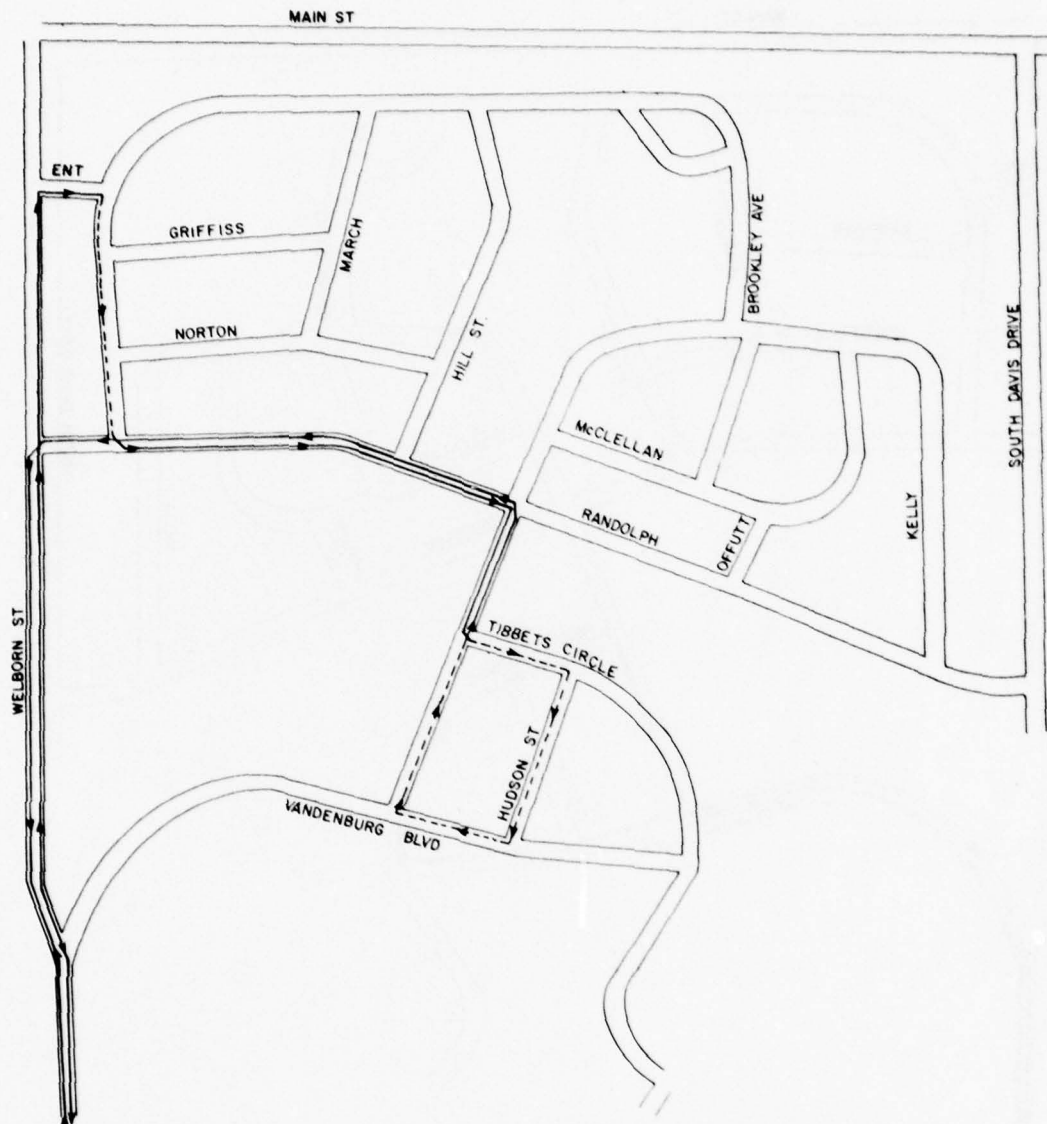 MAIN ST
ENT
GRIFFISS
MARCH
NORTON
HILL ST.
BROOKLEY AVE
SOUTH DAVIS DRIVE
McCLELLAN
RANDOLPH
OFFUTT
KELLY
WELBORN ST
TIBBETS CIRCLE
HUDSON ST
VANDENBURG BLVD